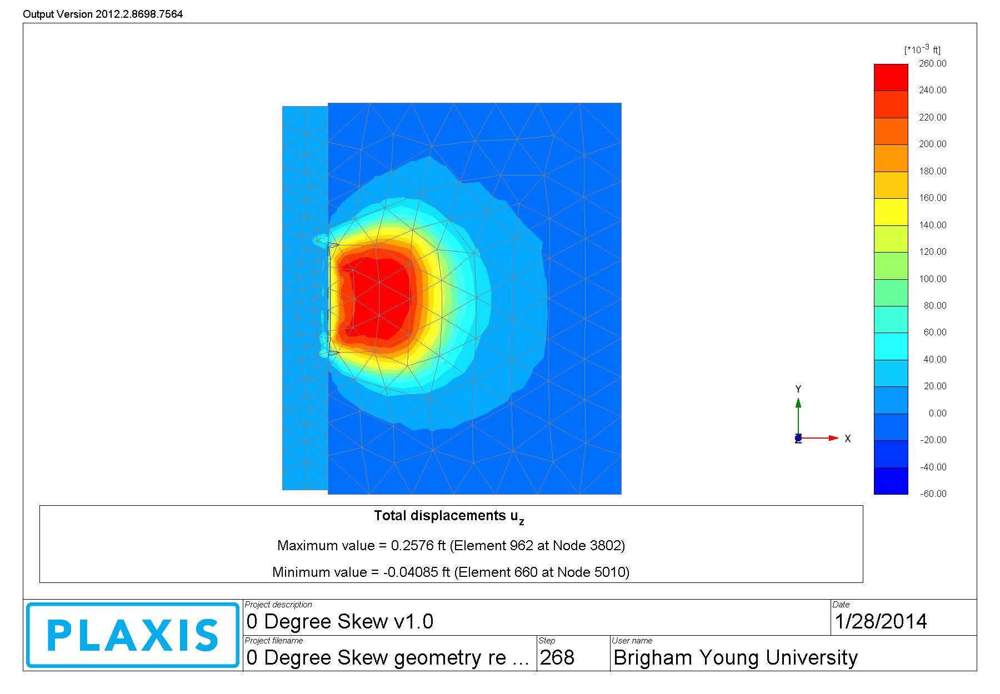 Output Version 2012.2.8698.7564
[*10-3 ft]
260.00
240.00
220.00
200.00
180.00
160.00
140.00
120.00
100.00
80.00
60.00
40.00
20.00
0.00
-20.00
-40.00
-60.00
Y
Z
X
Total displacements uz
Maximum value = 0.2576 ft (Element 962 at Node 3802)
Minimum value = -0.04085 ft (Element 660 at Node 5010)
PLAXIS
Project description
0 Degree Skew v1.0
Date
1/28/2014
Project filename
0 Degree Skew geometry re ...
Step
268
User name
Brigham Young University